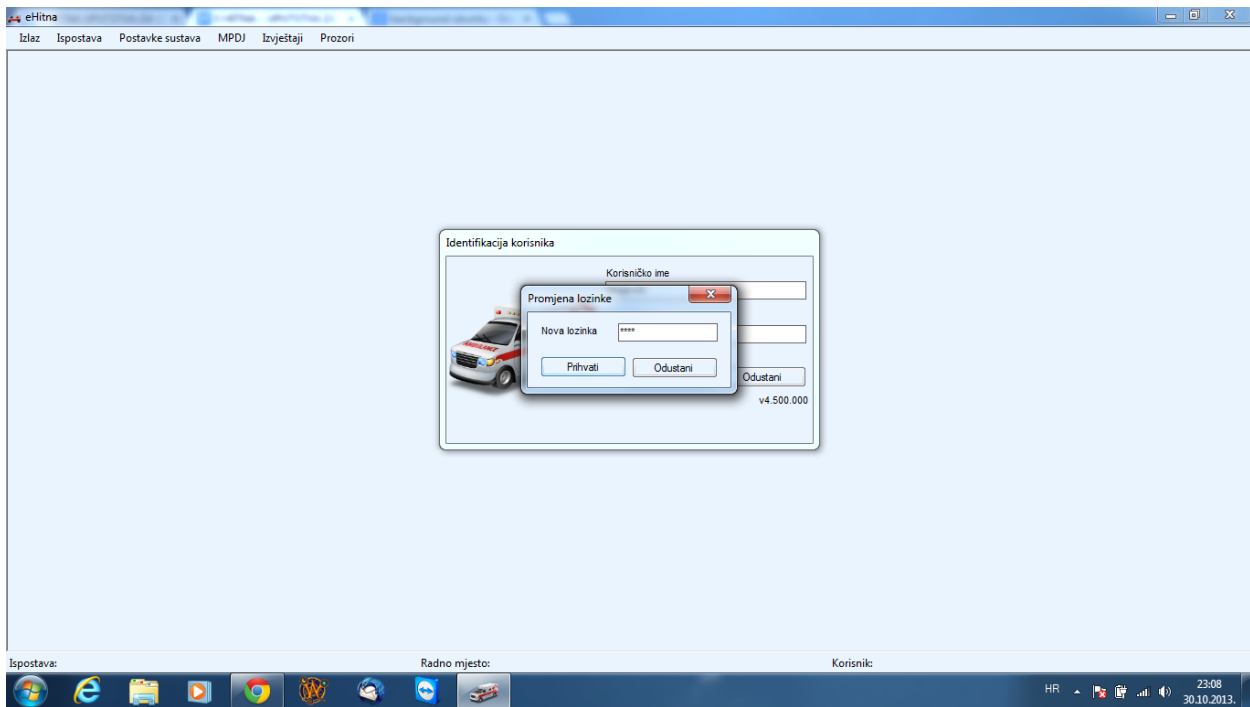 eHitna
Izlaz Ispostava Postavke sustava MPDJ Izvještaji Prozori
Identifikacija korisnika
Korisničko ime
Promjena lozinke
Nova lozinka ****
Prihvati Odustani
Odustani
v4.500.000
AMBULANCE
Ispostava: Radno mjesto: Korisnik:
HR 23:08
30.10.2013.